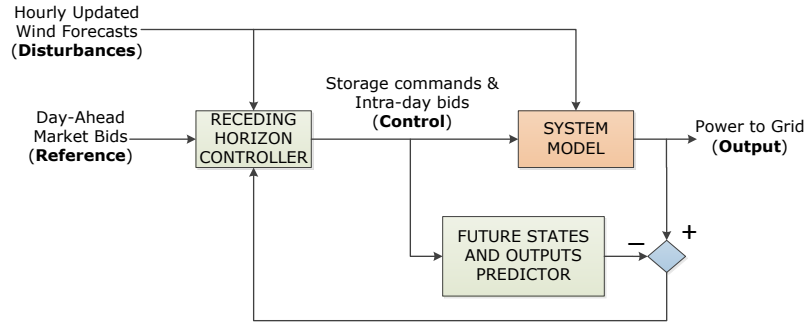 Hourly Updated
Wind Forecasts
(Disturbances)
Storage commands &
Intra-day bids
(Control)
Day-Ahead
Market Bids
(Reference)
RECEDING
HORIZON
CONTROLLER
SYSTEM
MODEL
Power to Grid
(Output)
FUTURE STATES
AND OUTPUTS
PREDICTOR
−
+